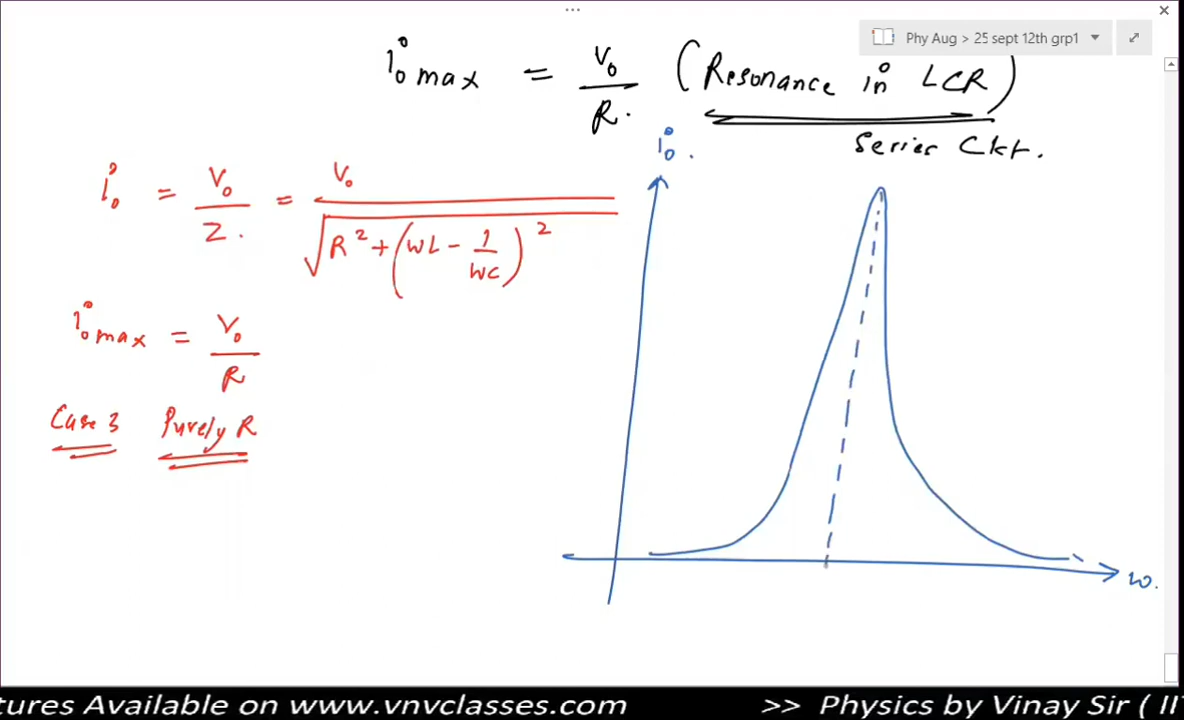 Phy Aug > 25 sept 12th grp1
i₀ max = V₀/R. (Resonance in LCR)
Series Ckt.
i₀.
i₀ = V₀/Z. = V₀/√(R² + (WL - 1/WC)²)
i₀ max = V₀/R
Case 3 Purely R
w.
tures Available on www.vnvclasses.com >> Physics by Vinay Sir ( II